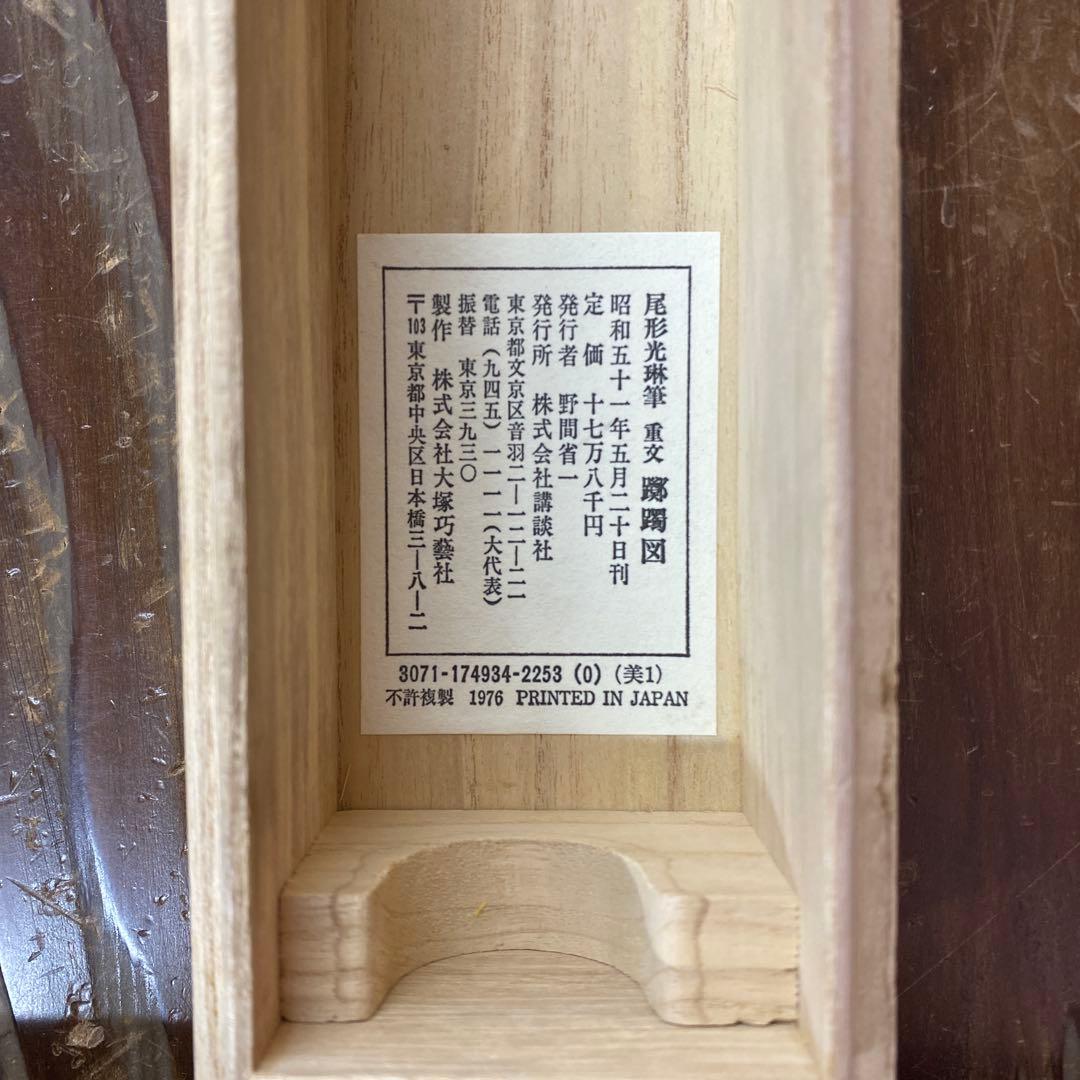 尾形光琳筆 重文 躑躅図
昭和五十一年五月二十日刊
定 価 十七万八千円
発行者 野間省一
発行所 株式会社講談社
東京都文京区音羽二―一二―二一
電話(九四五)一一一一(大代表)
振替 東京三九三〇
製作 株式会社大塚巧藝社
〒103 東京都中央区日本橋三―八―二
3071-174934-2253 (0) (美1)
不許複製 1976 PRINTED IN JAPAN